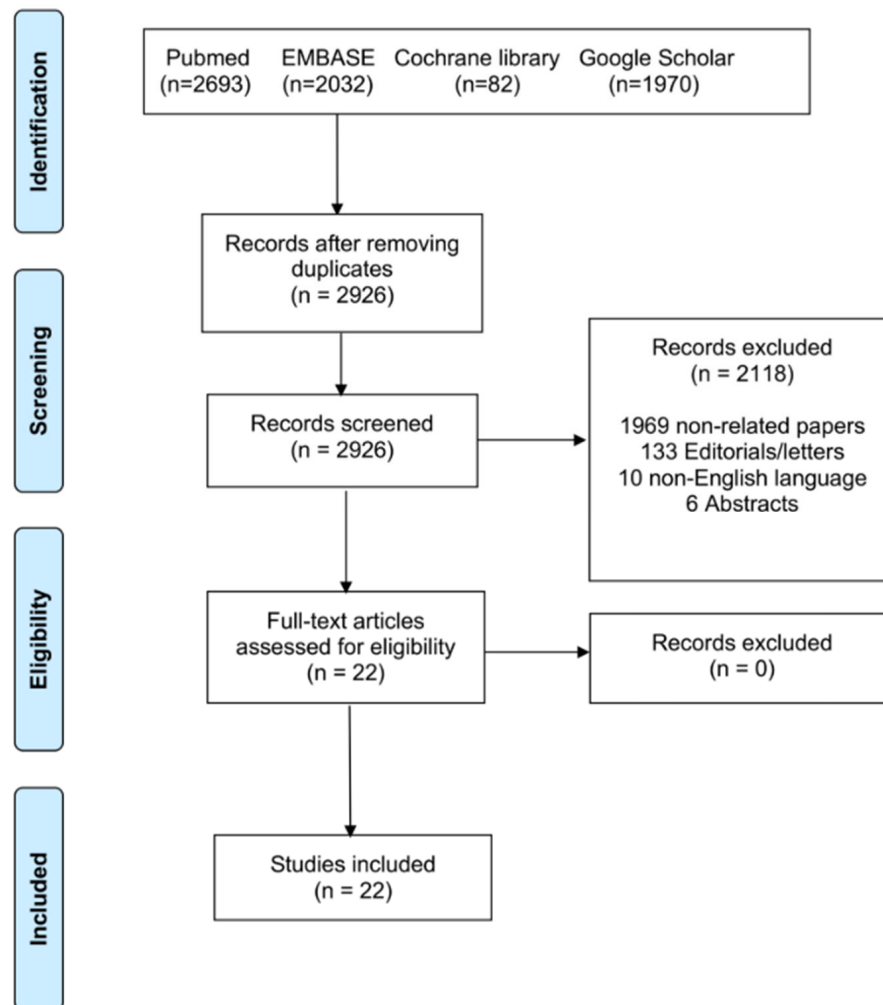 Identification
Pubmed EMBASE Cochrane library Google Scholar
(n=2693) (n=2032) (n=82) (n=1970)
Records after removing
duplicates
(n = 2926)
Screening
Records screened
(n = 2926)
Records excluded
(n = 2118)
1969 non-related papers
133 Editorials/letters
10 non-English language
6 Abstracts
Eligibility
Full-text articles
assessed for eligibility
(n = 22)
Records excluded
(n = 0)
Included
Studies included
(n = 22)